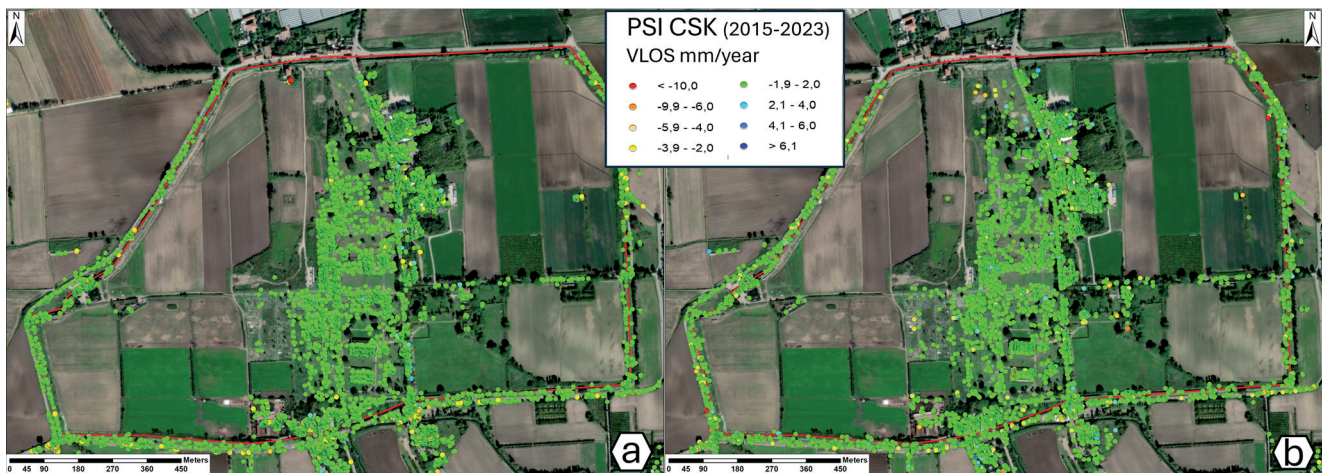 N
PSI CSK (2015-2023)
VLOS mm/year
< -10,0
-9,9 - -6,0
-5,9 - -4,0
-3,9 - -2,0
-1,9 - 2,0
2,1 - 4,0
4,1 - 6,0
> 6,1
N
Meters
0 45 90 180 270 360 450
a
Meters
0 45 90 180 270 360 450
b